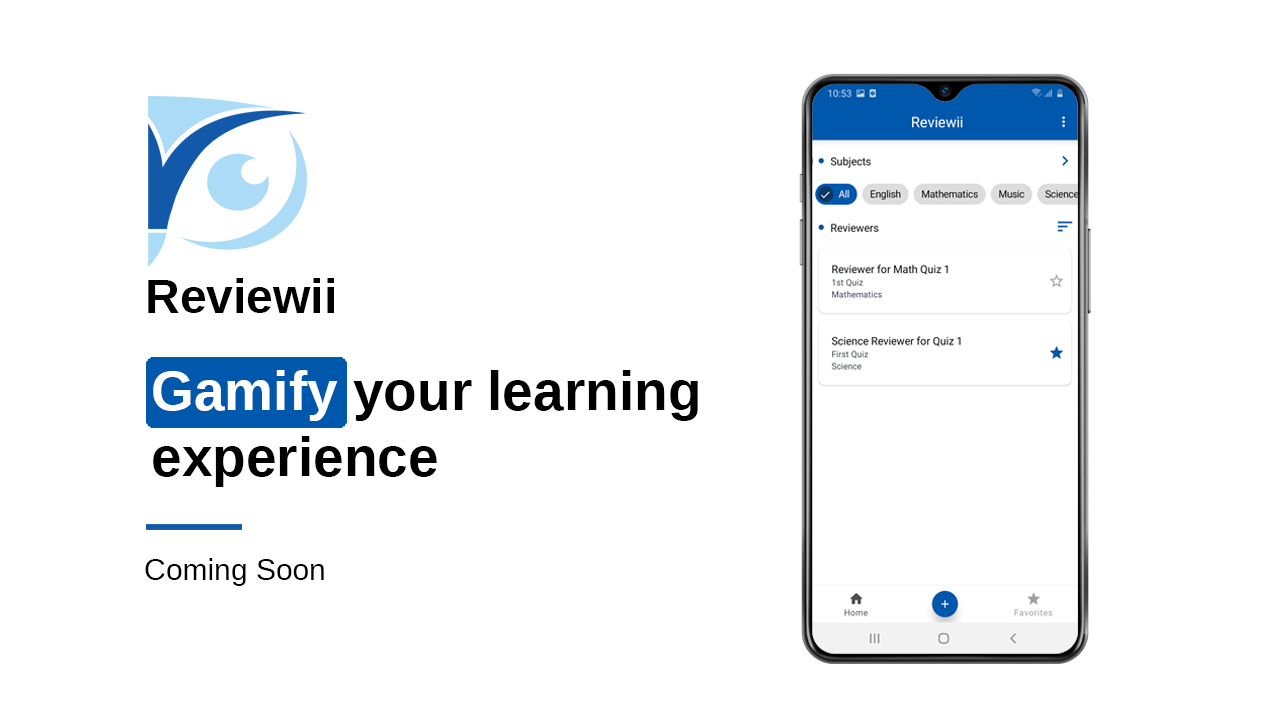 Reviewii
Gamify your learning
experience
Coming Soon
10:53
Reviewii
Subjects
All English Mathematics Music Science
Reviewers
Reviewer for Math Quiz 1
1st Quiz
Mathematics
Science Reviewer for Quiz 1
First Quiz
Science
Home Favorites